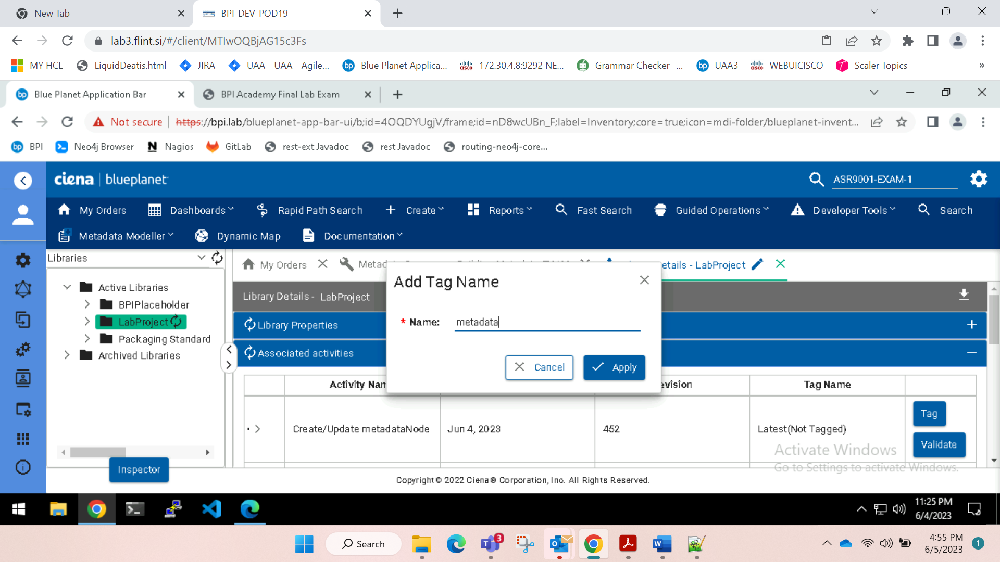 New Tab
BPI-DEV-POD19
lab3.flint.si/#/client/MTIwOQBjAG15c3Fs
MY HCL
LiquidDeatis.html
JIRA
UAA - UAA - Agile...
Blue Planet Applica...
172.30.4.8:9292 NE...
Grammar Checker -...
UAA3
WEBUICISCO
Scaler Topics
»
Blue Planet Application Bar
BPI Academy Final Lab Exam
Not secure
https://bpi.lab/blueplanet-app-bar-ui/b;id=4OQDYUgjV/frame;id=nD8wcUBn_F;label=Inventory;core=true;icon=mdi-folder/blueplanet-invent...
BPI
Neo4j Browser
Nagios
GitLab
rest-ext Javadoc
rest Javadoc
routing-neo4j-core...
ciena | blueplanet
ASR9001-EXAM-1
My Orders
Dashboards
Rapid Path Search
Create
Reports
Fast Search
Guided Operations
Developer Tools
Search
Metadata Modeller
Dynamic Map
Documentation
Libraries
Active Libraries
BPIPlaceholder
LabProject
Packaging Standard
Archived Libraries
Inspector
My Orders
Metad
etails - LabProject
Library Details - LabProject
Library Properties
Associated activities
Add Tag Name
* Name: metadata
Cancel
Apply
Activity Nam
evision
Tag Name
Create/Update metadataNode
Jun 4, 2023
452
Latest(Not Tagged)
Tag
Validate
Activate Windows
Go to Settings to activate Windows.
Copyright © 2022 Ciena® Corporation, Inc. All Rights Reserved.
11:25 PM
6/4/2023
Search
3
4:55 PM
6/5/2023
1